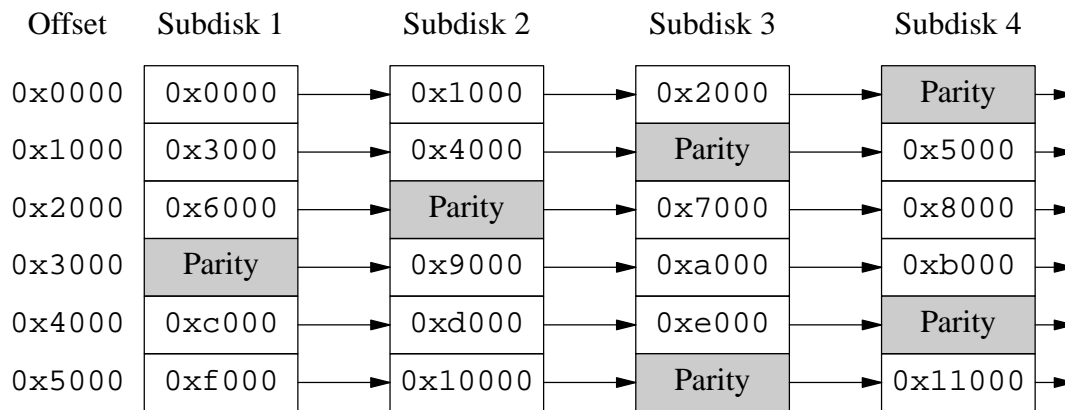 Offset Subdisk 1 Subdisk 2 Subdisk 3 Subdisk 4
0x0000 0x0000 0x1000 0x2000 Parity
0x1000 0x3000 0x4000 Parity 0x5000
0x2000 0x6000 Parity 0x7000 0x8000
0x3000 Parity 0x9000 0xa000 0xb000
0x4000 0xc000 0xd000 0xe000 Parity
0x5000 0xf000 0x10000 Parity 0x11000